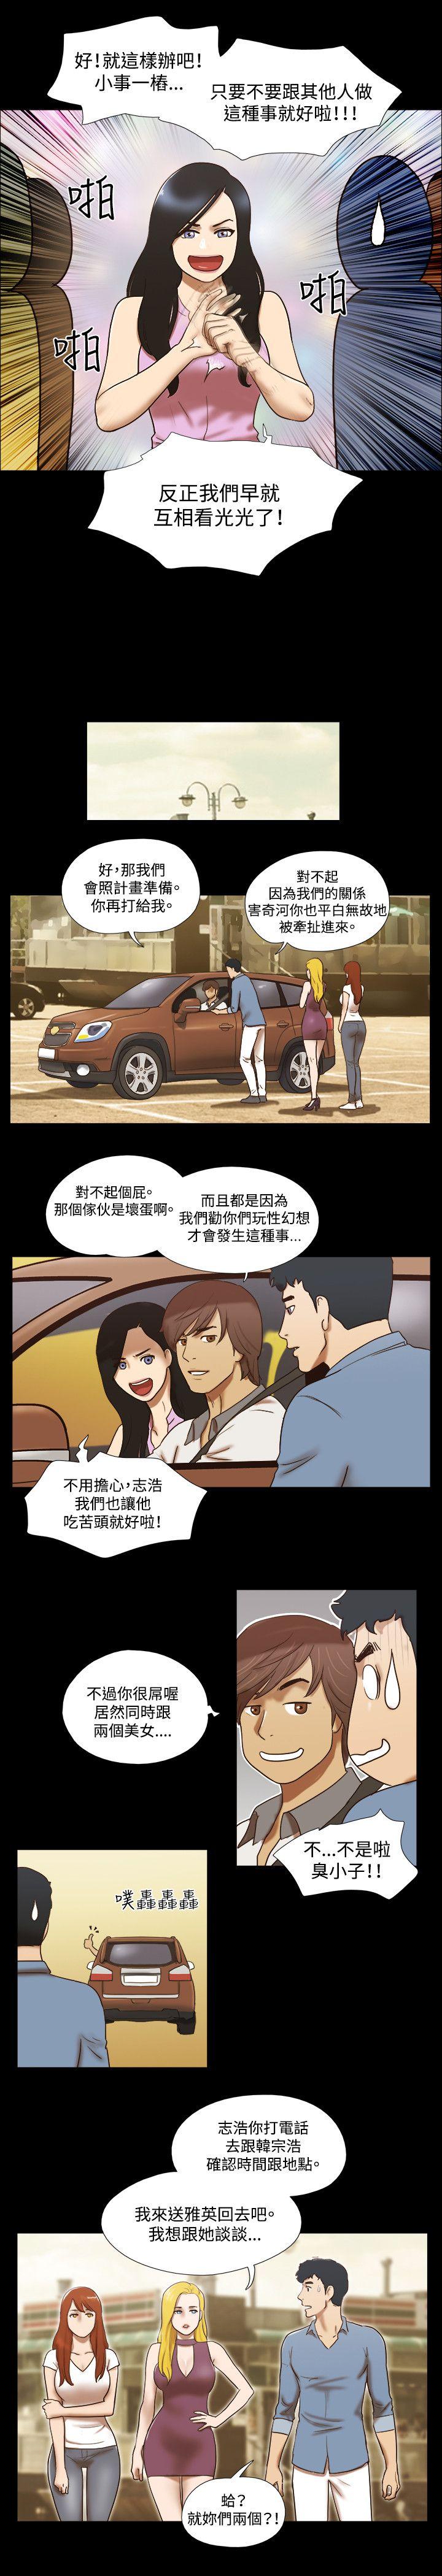 好!就這樣辦吧!
小事一樁...
只要不要跟其他人做
這種事就好啦!!!
啪
啪
啪
反正我們早就
互相看光光了!
好,那我們
會照計畫準備。
你再打給我。
對不起
因為我們的關係
害奇河你也平白無故地
被牽扯進來。
對不起個屁。
那個傢伙是壞蛋啊。
而且都是因為
我們勸你們玩性幻想
才會發生這種事...
不用擔心,志浩
我們也讓他
吃苦頭就好啦!
不過你很屌喔
居然同時跟
兩個美女....
不...不是啦
臭小子!!
噗轟轟轟
志浩你打電話
去跟韓宗浩
確認時間跟地點。
我來送雅英回去吧。
我想跟她談談...
蛤?
就妳們兩個?!